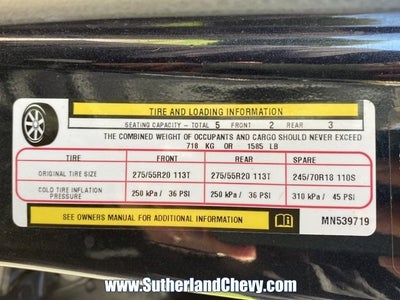 TIRE AND LOADING INFORMATION
SEATING CAPACITY - TOTAL 5 FRONT 2 REAR 3
THE COMBINED WEIGHT OF OCCUPANTS AND CARGO SHOULD NEVER EXCEED
718 KG OR 1585 LB
TIRE FRONT REAR SPARE
ORIGINAL TIRE SIZE 275/55R20 113T 275/55R20 113T 245/70R18 110S
COLD TIRE INFLATION PRESSURE 250 kPa / 36 PSI 250 kPa / 36 PSI 310 kPa / 45 PSI
SEE OWNERS MANUAL FOR ADDITIONAL INFORMATION MN539719
www.SutherlandChevy.com